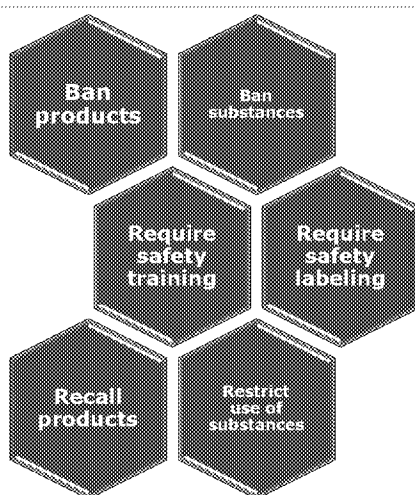 Ban
products
Ban
substances
Require
safety
training
Require
safety
labeling
Recall
products
Restrict
use of
substances